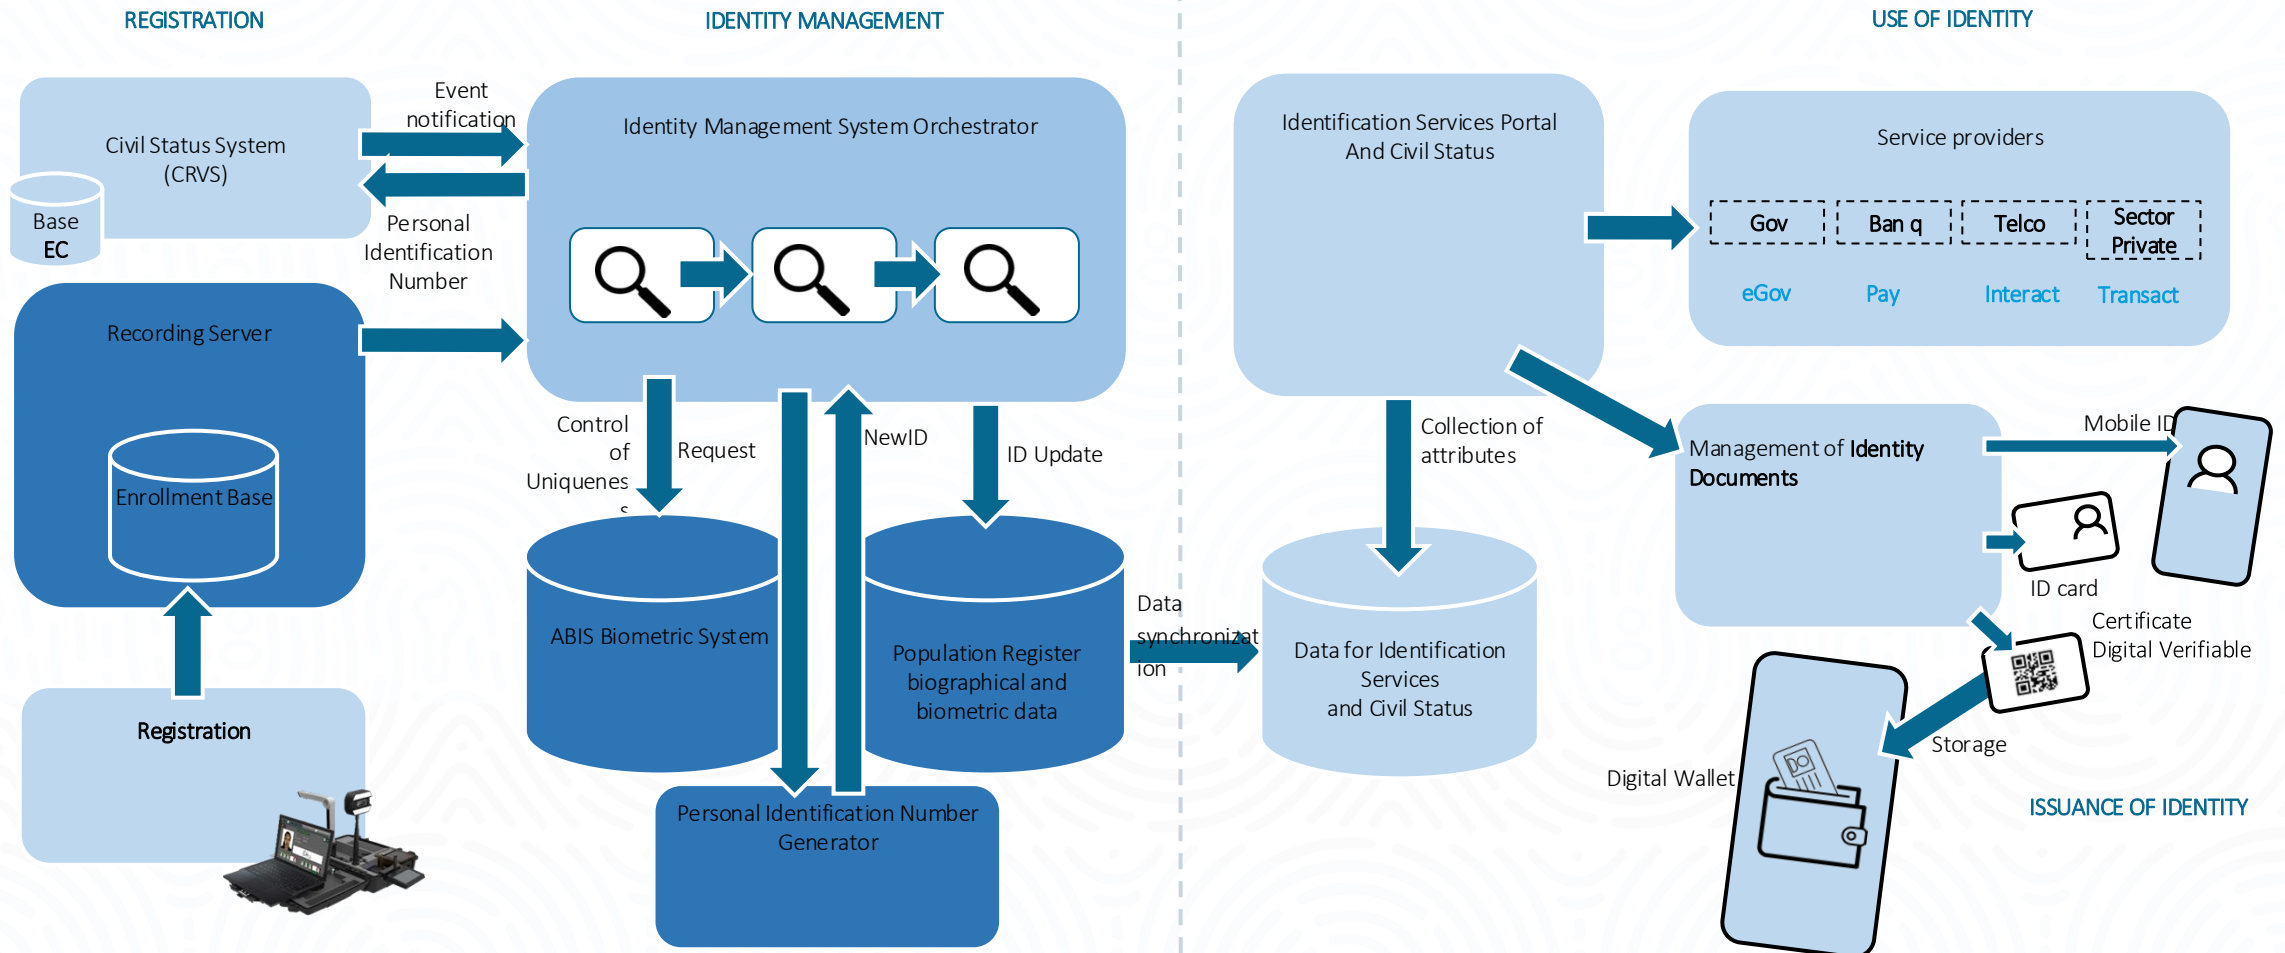 REGISTRATION
IDENTITY MANAGEMENT
USE OF IDENTITY
Civil Status System
(CRVS)
Base
EC
Event
notification
Personal
Identification
Number
Identity Management System Orchestrator
Recording Server
Enrollment Base
Registration
Control
of
Uniquenes
s
Request
NewID
ID Update
ABIS Biometric System
Population Register
biographical and
biometric data
Personal Identification Number
Generator
Data
synchronizat
ion
Identification Services Portal
And Civil Status
Collection of
attributes
Data for Identification
Services
and Civil Status
Service providers
Gov
Ban q
Telco
Sector
Private
eGov
Pay
Interact
Transact
Management of Identity
Documents
Mobile ID
ID card
Certificate
Digital Verifiable
Storage
Digital Wallet
ISSUANCE OF IDENTITY